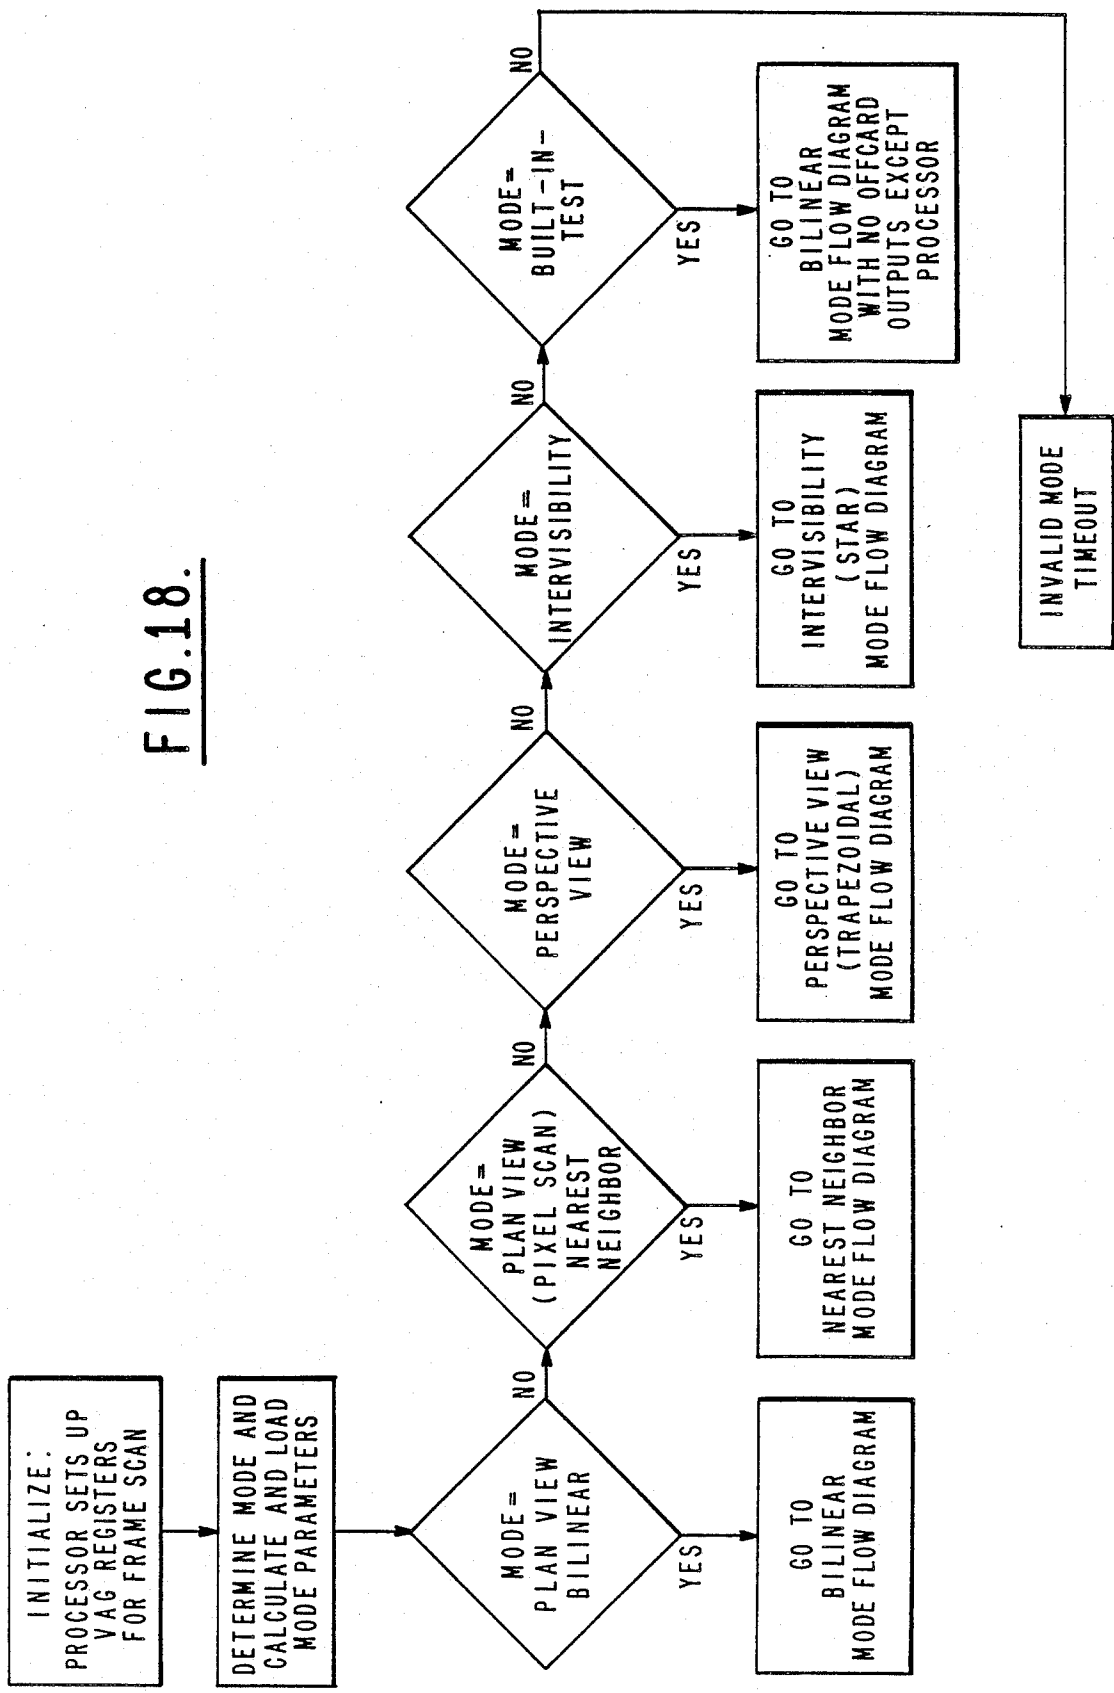 FIG.18.
INITIALIZE:
PROCESSOR SETS UP
VAG REGISTERS
FOR FRAME SCAN
DETERMINE MODE AND
CALCULATE AND LOAD
MODE PARAMETERS
MODE=
PLAN VIEW
BILINEAR
NO
YES
GO TO
BILINEAR
MODE FLOW DIAGRAM
MODE=
PLAN VIEW
(PIXEL SCAN)
NEAREST
NEIGHBOR
NO
YES
GO TO
NEAREST NEIGHBOR
MODE FLOW DIAGRAM
MODE=
PERSPECTIVE
VIEW
NO
YES
GO TO
PERSPECTIVE VIEW
(TRAPEZOIDAL)
MODE FLOW DIAGRAM
MODE=
INTERVISIBILITY
NO
YES
GO TO
INTERVISIBILITY
(STAR)
MODE FLOW DIAGRAM
MODE=
BUILT-IN-
TEST
NO
YES
GO TO
BILINEAR
MODE FLOW DIAGRAM
WITH NO OFFCARD
OUTPUTS EXCEPT
PROCESSOR
INVALID MODE
TIMEOUT